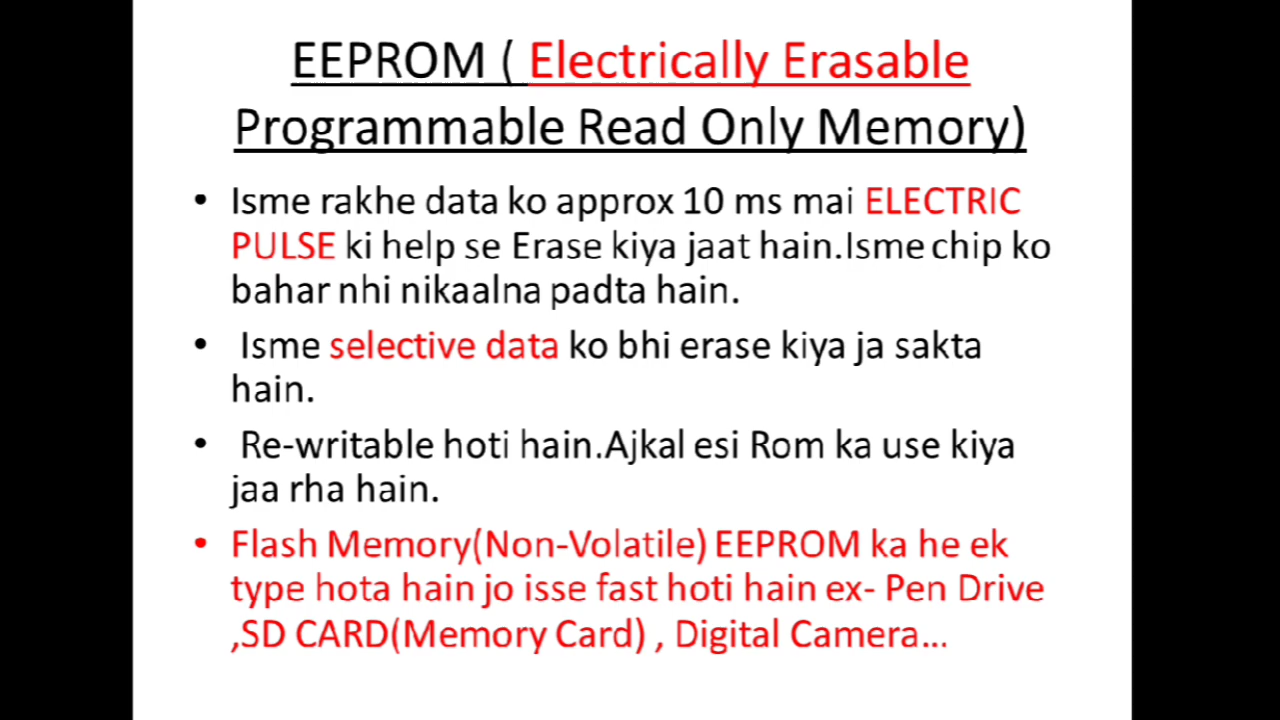 EEPROM ( Electrically Erasable
Programmable Read Only Memory)
• Isme rakhe data ko approx 10 ms mai ELECTRIC
PULSE ki help se Erase kiya jaat hain.Isme chip ko
bahar nhi nikaalna padta hain.
• Isme selective data ko bhi erase kiya ja sakta
hain.
• Re-writable hoti hain.Ajkal esi Rom ka use kiya
jaa rha hain.
• Flash Memory(Non-Volatile) EEPROM ka he ek
type hota hain jo isse fast hoti hain ex- Pen Drive
,SD CARD(Memory Card) , Digital Camera...